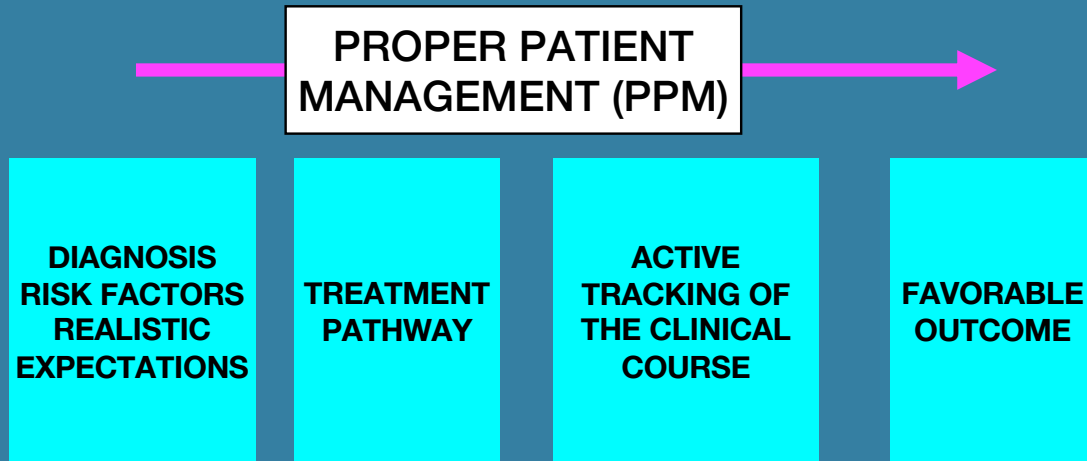 PROPER PATIENT
MANAGEMENT (PPM)
DIAGNOSIS
RISK FACTORS
REALISTIC
EXPECTATIONS
TREATMENT
PATHWAY
ACTIVE
TRACKING OF
THE CLINICAL
COURSE
FAVORABLE
OUTCOME